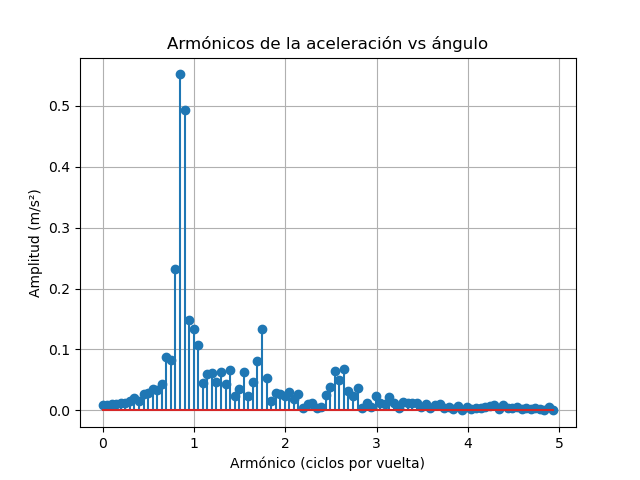 Armónicos de la aceleración vs ángulo
Amplitud (m/s²)
0.5
0.4
0.3
0.2
0.1
0.0
0 1 2 3 4 5
Armónico (ciclos por vuelta)